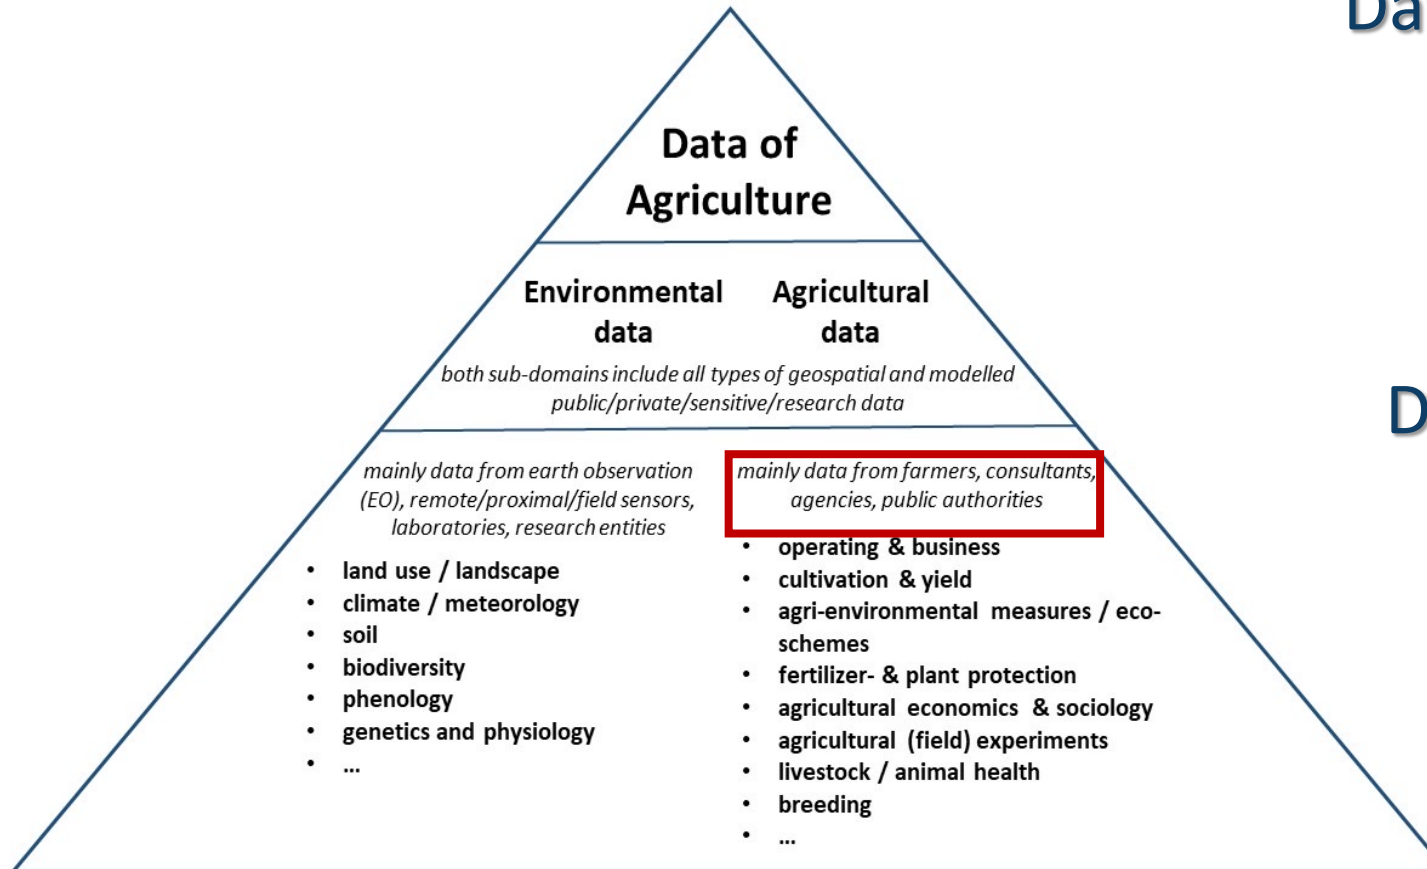 Da
Data of
Agriculture
Environmental
data
Agricultural
data
both sub-domains include all types of geospatial and modelled
public/private/sensitive/research data
D
mainly data from earth observation
(EO), remote/proximal/field sensors,
laboratories, research entities
• land use / landscape
• climate / meteorology
• soil
• biodiversity
• phenology
• genetics and physiology
• ...
mainly data from farmers, consultants,
agencies, public authorities
• operating & business
• cultivation & yield
• agri-environmental measures / eco-
schemes
• fertilizer- & plant protection
• agricultural economics & sociology
• agricultural (field) experiments
• livestock / animal health
• breeding
• ...